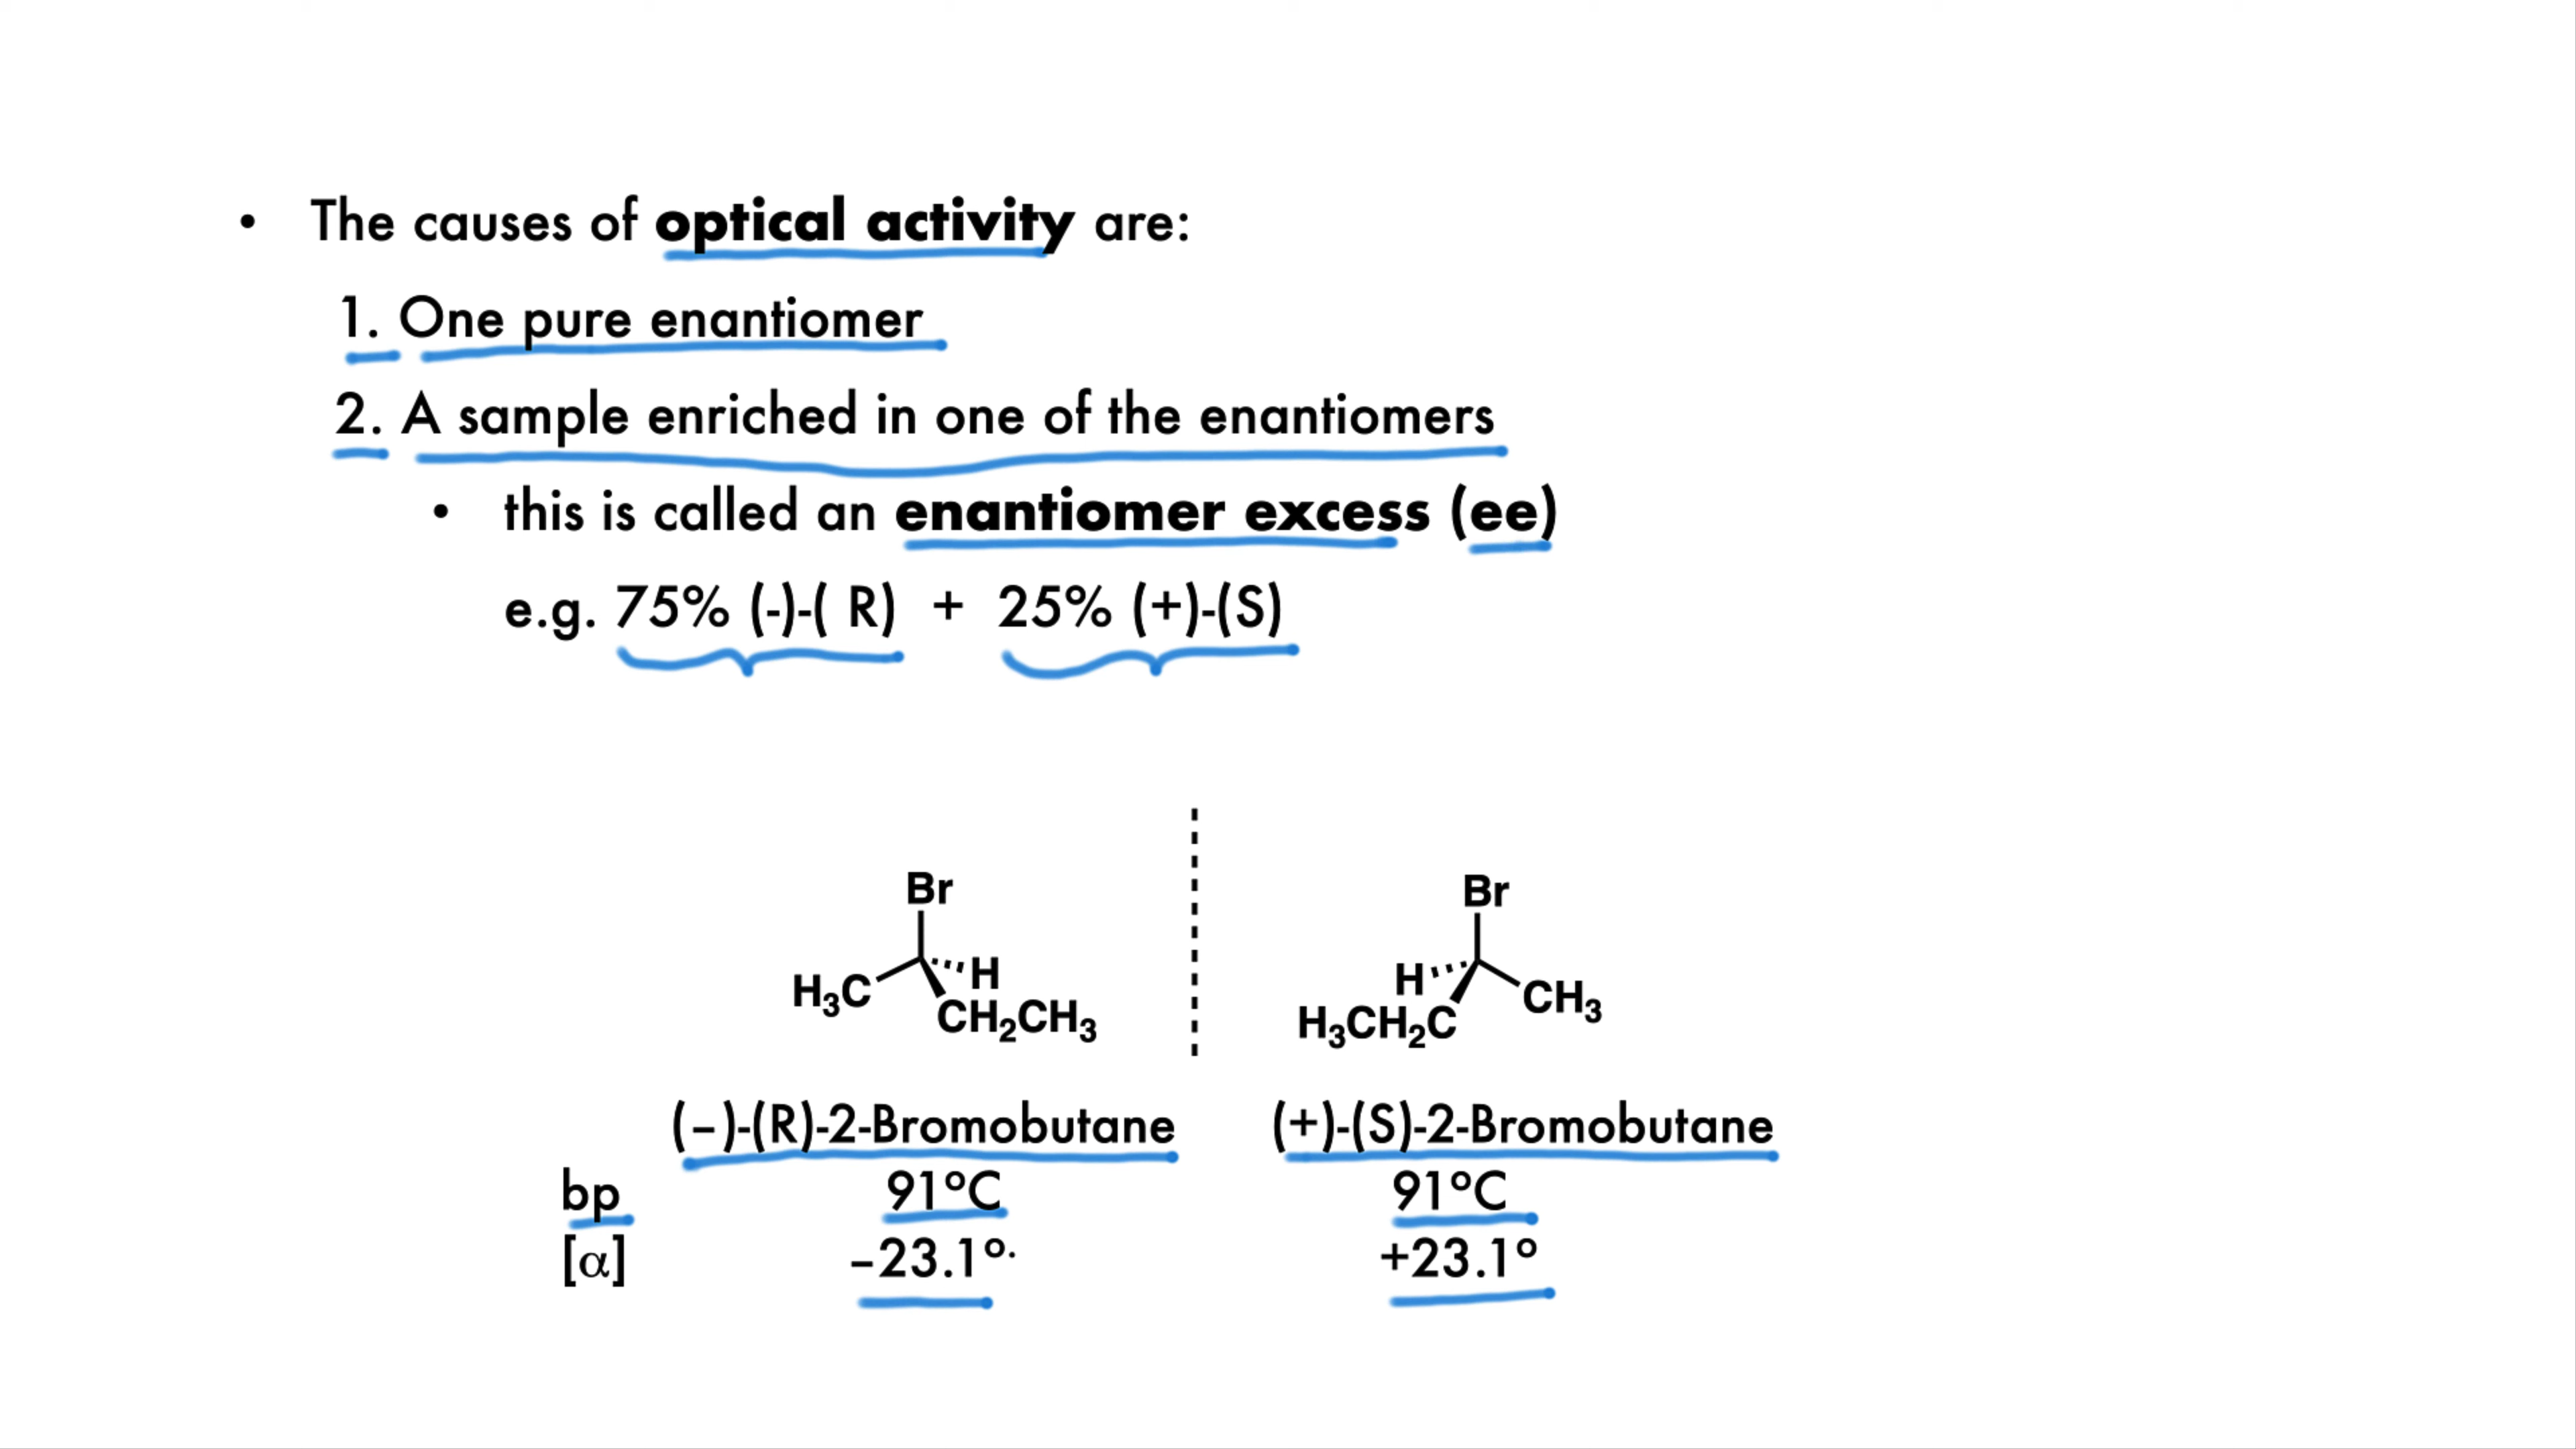 • The causes of optical activity are:
1. One pure enantiomer
2. A sample enriched in one of the enantiomers
• this is called an enantiomer excess (ee)
e.g. 75% (-)-( R) + 25% (+)-(S)
Br Br
H₃C H H CH₃
CH₂CH₃ H₃CH₂C
(–)-(R)-2-Bromobutane (+)-(S)-2-Bromobutane
bp 91°C 91°C
[α] –23.1°. +23.1°